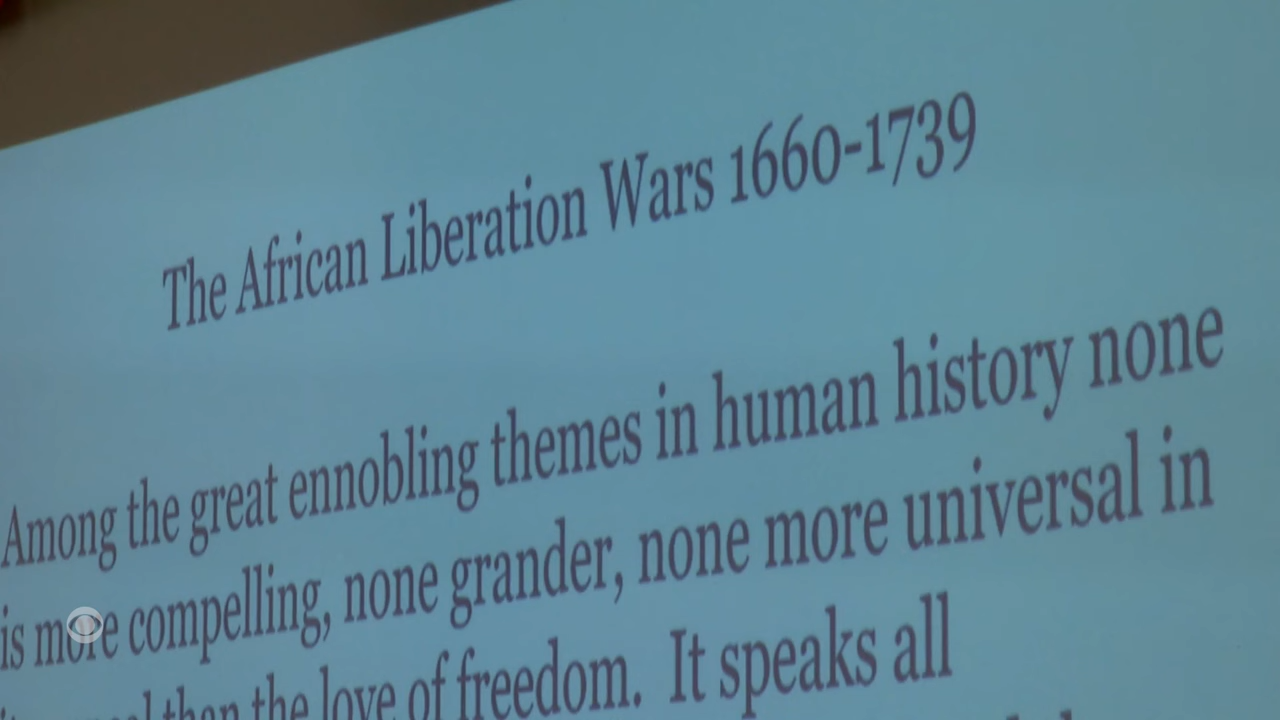 The African Liberation Wars 1660-1739
Among the great ennobling themes in human history none
is more compelling, none grander, none more universal in
than the love of freedom. It speaks all